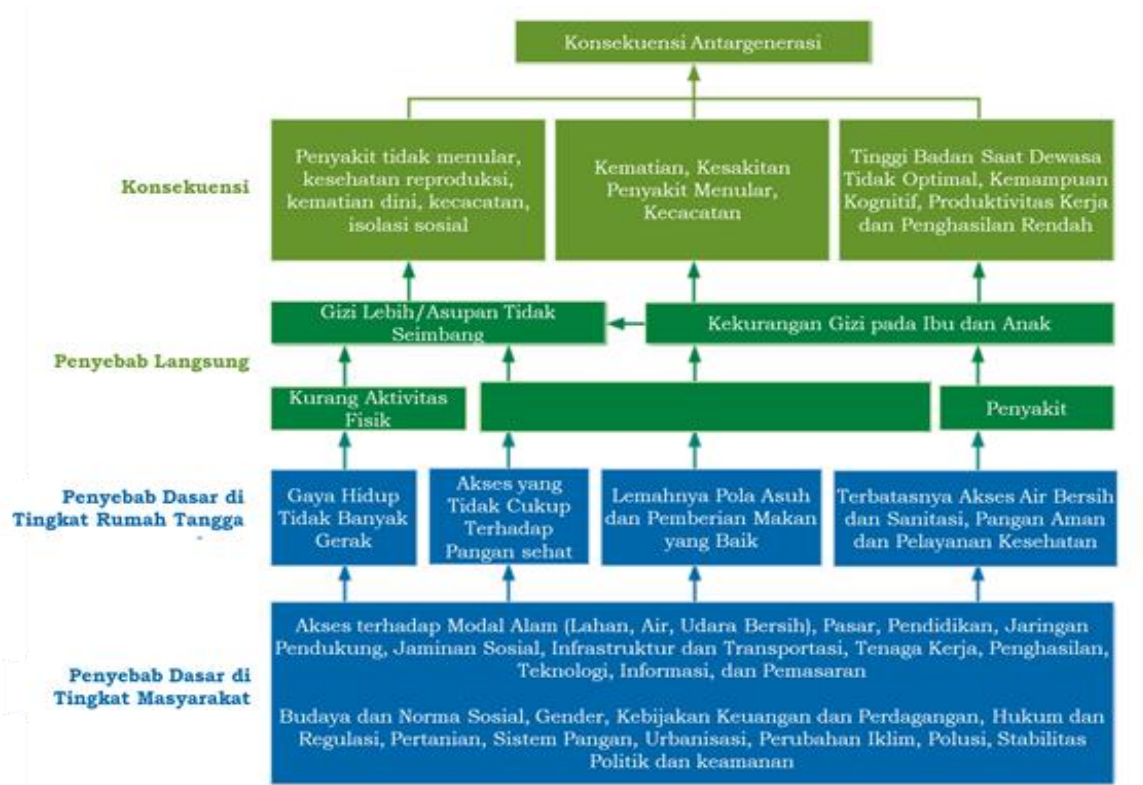 Konsekuensi Antargenerasi
Konsekuensi
Penyakit tidak menular,
kesehatan reproduksi,
kematian dini, kecacatan,
isolasi sosial
Kematian, Kesakitan
Penyakit Menular,
Kecacatan
Tinggi Badan Saat Dewasa
Tidak Optimal, Kemampuan
Kognitif, Produktivitas Kerja
dan Penghasilan Rendah
Penyebab Langsung
Gizi Lebih/Asupan Tidak
Seimbang
Kekurangan Gizi pada Ibu dan Anak
Kurang Aktivitas
Fisik
Penyakit
Penyebab Dasar di
Tingkat Rumah Tangga
Gaya Hidup
Tidak Banyak
Gerak
Akses yang
Tidak Cukup
Terhadap
Pangan sehat
Lemahnya Pola Asuh
dan Pemberian Makan
yang Baik
Terbatasnya Akses Air Bersih
dan Sanitasi, Pangan Aman
dan Pelayanan Kesehatan
Penyebab Dasar di
Tingkat Masyarakat
Akses terhadap Modal Alam (Lahan, Air, Udara Bersih), Pasar, Pendidikan, Jaringan
Pendukung, Jaminan Sosial, Infrastruktur dan Transportasi, Tenaga Kerja, Penghasilan,
Teknologi, Informasi, dan Pemasaran
Budaya dan Norma Sosial, Gender, Kebijakan Keuangan dan Perdagangan, Hukum dan
Regulasi, Pertanian, Sistem Pangan, Urbanisasi, Perubahan Iklim, Polusi, Stabilitas
Politik dan keamanan